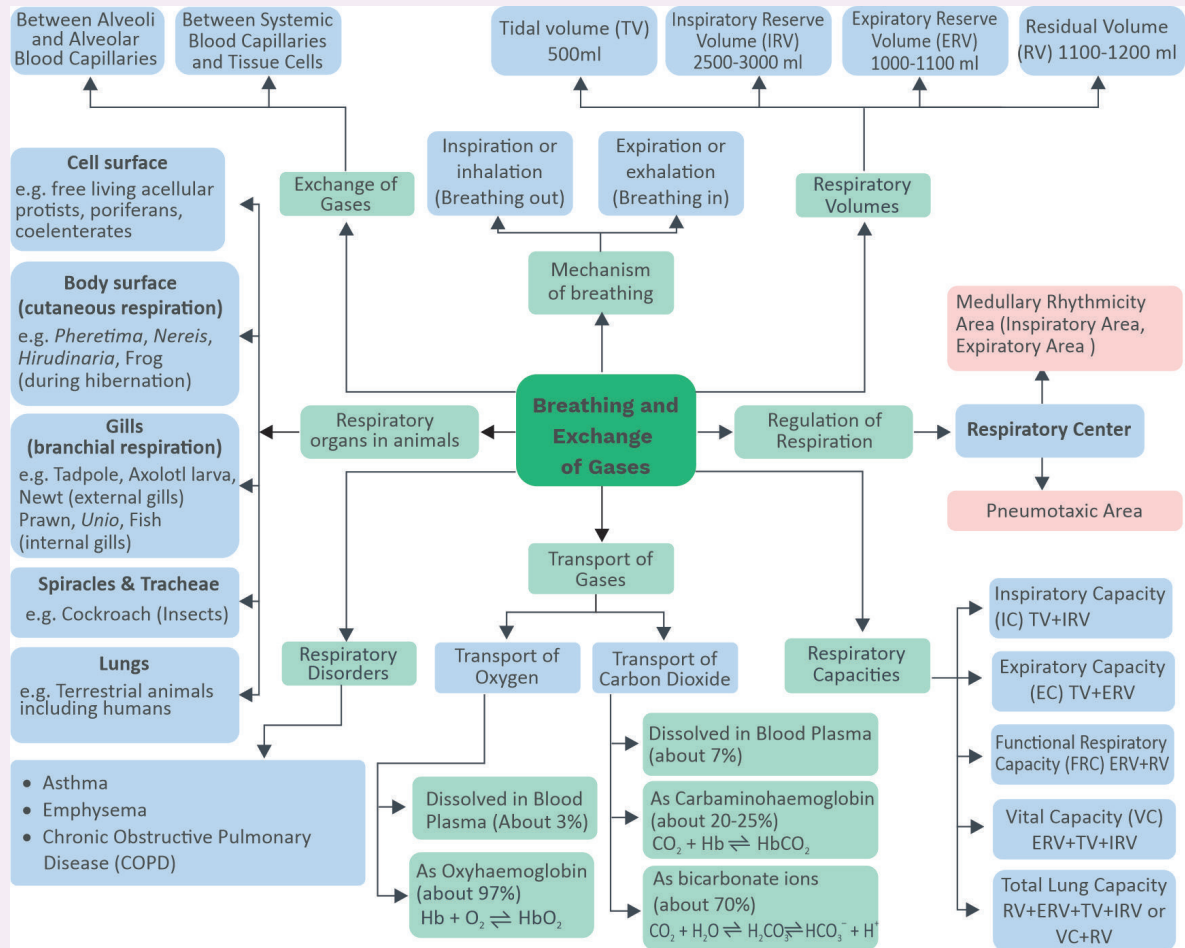 Between Alveoli
and Alveolar
Blood Capillaries
Between Systemic
Blood Capillaries
and Tissue Cells
Tidal volume (TV)
500ml
Inspiratory Reserve
Volume (IRV)
2500-3000 ml
Expiratory Reserve
Volume (ERV)
1000-1100 ml
Residual Volume
(RV) 1100-1200 ml
Exchange of
Gases
Inspiration or
inhalation
(Breathing out)
Expiration or
exhalation
(Breathing in)
Respiratory
Volumes
Mechanism
of breathing
Cell surface
e.g. free living acellular
protists, poriferans,
coelenterates
Body surface
(cutaneous respiration)
e.g. Pheretima, Nereis,
Hirudinaria, Frog
(during hibernation)
Gills
(branchial respiration)
e.g. Tadpole, Axolotl larva,
Newt (external gills)
Prawn, Unio, Fish
(internal gills)
Spiracles & Tracheae
e.g. Cockroach (Insects)
Lungs
e.g. Terrestrial animals
including humans
Respiratory
organs in animals
Breathing and
Exchange
of Gases
Regulation of
Respiration
Respiratory Center
Medullary Rhythmicity
Area (Inspiratory Area,
Expiratory Area )
Pneumotaxic Area
Transport of
Gases
Respiratory
Disorders
Transport of
Oxygen
Transport of
Carbon Dioxide
Respiratory
Capacities
• Asthma
• Emphysema
• Chronic Obstructive Pulmonary
Disease (COPD)
Dissolved in Blood
Plasma (About 3%)
As Oxyhaemoglobin
(about 97%)
Hb + O₂ ⇌ HbO₂
Dissolved in Blood Plasma
(about 7%)
As Carbaminohaemoglobin
(about 20-25%)
CO₂ + Hb ⇌ HbCO₂
As bicarbonate ions
(about 70%)
CO₂ + H₂O ⇌ H₂CO₃ ⇌ HCO₃⁻ + H⁺
Inspiratory Capacity
(IC) TV+IRV
Expiratory Capacity
(EC) TV+ERV
Functional Respiratory
Capacity (FRC) ERV+RV
Vital Capacity (VC)
ERV+TV+IRV
Total Lung Capacity
RV+ERV+TV+IRV or
VC+RV